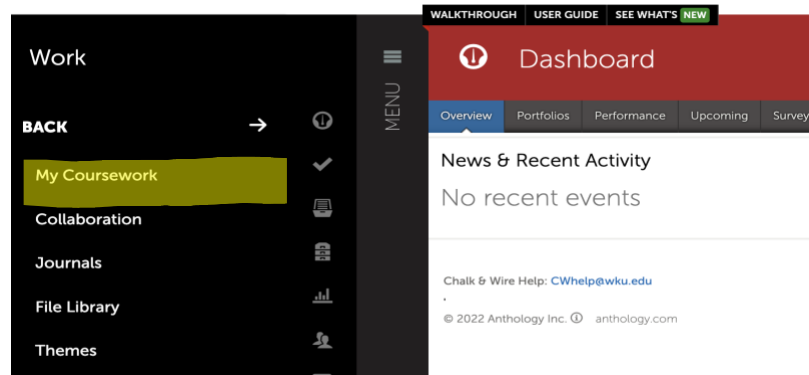 WALKTHROUGH USER GUIDE SEE WHAT'S NEW
Work
MENU
Dashboard
BACK
Overview Portfolios Performance Upcoming Survey
My Coursework
News & Recent Activity
Collaboration
No recent events
Journals
Chalk & Wire Help: CWhelp@wku.edu
File Library
© 2022 Anthology Inc. anthology.com
Themes